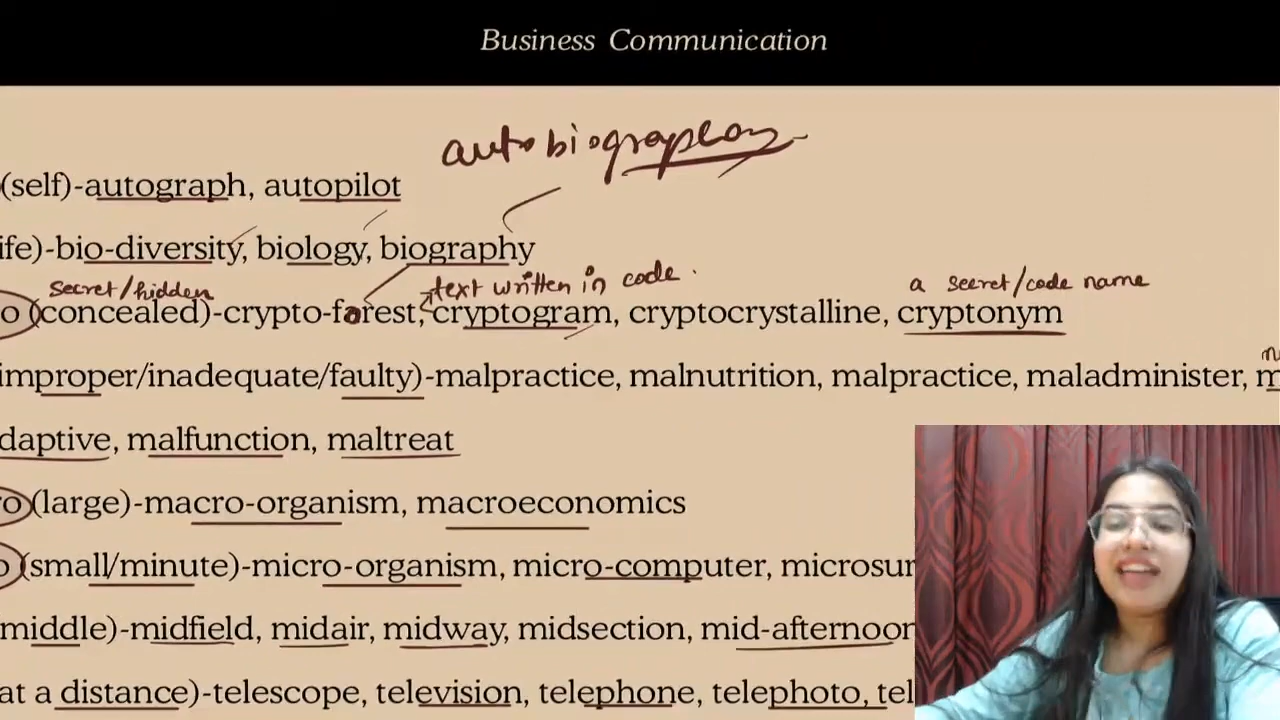 Business Communication
autobiography
(self)-autograph, autopilot
ife)-bio-diversity, biology, biography
secret/hidden text written in code. a secret/code name
o (concealed)-crypto-forest, cryptogram, cryptocrystalline, cryptonym
improper/inadequate/faulty)-malpractice, malnutrition, malpractice, maladminister, m
daptive, malfunction, maltreat
ro (large)-macro-organism, macroeconomics
o (small/minute)-micro-organism, micro-computer, microsur
middle)-midfield, midair, midway, midsection, mid-afternoon
at a distance)-telescope, television, telephone, telephoto, tel